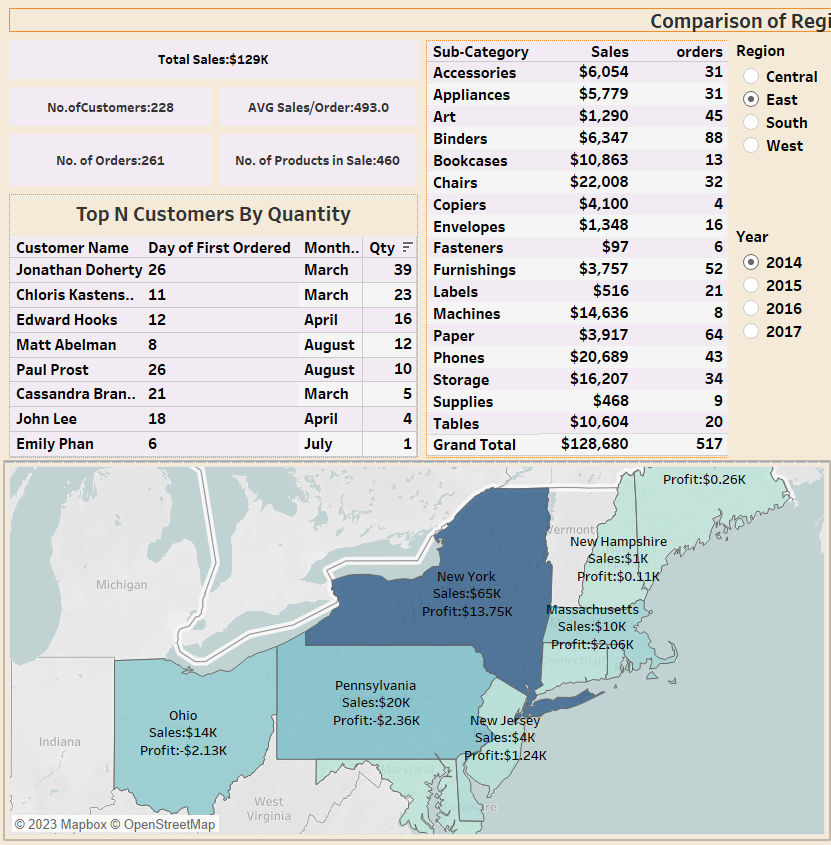 Comparison of Regi
Total Sales:$129K
No.ofCustomers:228
AVG Sales/Order:493.0
No. of Orders:261
No. of Products in Sale:460
Top N Customers By Quantity
Customer Name Day of First Ordered Month.. Qty
Jonathan Doherty 26 March 39
Chloris Kastens.. 11 March 23
Edward Hooks 12 April 16
Matt Abelman 8 August 12
Paul Prost 26 August 10
Cassandra Bran.. 21 March 5
John Lee 18 April 4
Emily Phan 6 July 1
Sub-Category Sales orders
Accessories $6,054 31
Appliances $5,779 31
Art $1,290 45
Binders $6,347 88
Bookcases $10,863 13
Chairs $22,008 32
Copiers $4,100 4
Envelopes $1,348 16
Fasteners $97 6
Furnishings $3,757 52
Labels $516 21
Machines $14,636 8
Paper $3,917 64
Phones $20,689 43
Storage $16,207 34
Supplies $468 9
Tables $10,604 20
Grand Total $128,680 517
Region
Central
East
South
West
Year
2014
2015
2016
2017
Profit:$0.26K
Vermont
New Hampshire
Sales:$1K
Profit:$0.11K
Michigan
New York
Sales:$65K
Profit:$13.75K
Massachusetts
Sales:$10K
Profit:$2.06K
Connecticut
Pennsylvania
Sales:$20K
Profit:-$2.36K
Ohio
Sales:$14K
Profit:-$2.13K
New Jersey
Sales:$4K
Profit:$1.24K
Indiana
Maryland
West
Virginia
Delaware
© 2023 Mapbox © OpenStreetMap